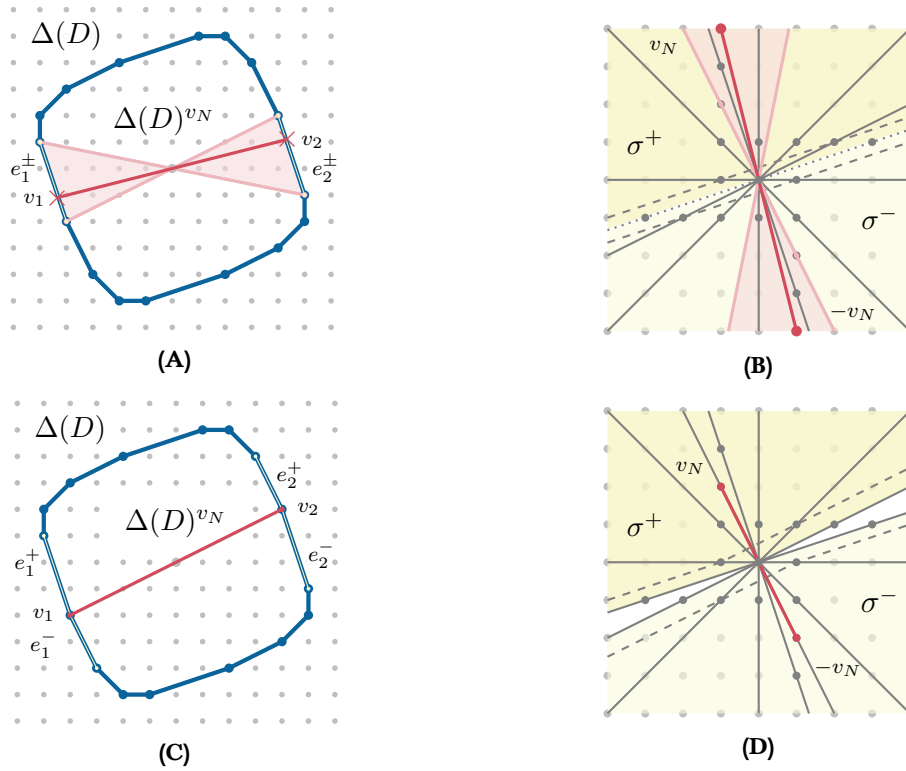 Δ(D)
Δ(D)^{v_N}
v_2
e_1^±
e_2^±
v_1
(A)
v_N
σ^+
σ^-
-v_N
(B)
Δ(D)
e_2^+
Δ(D)^{v_N}
v_2
e_1^+
e_2^-
v_1
e_1^-
(C)
v_N
σ^+
σ^-
-v_N
(D)